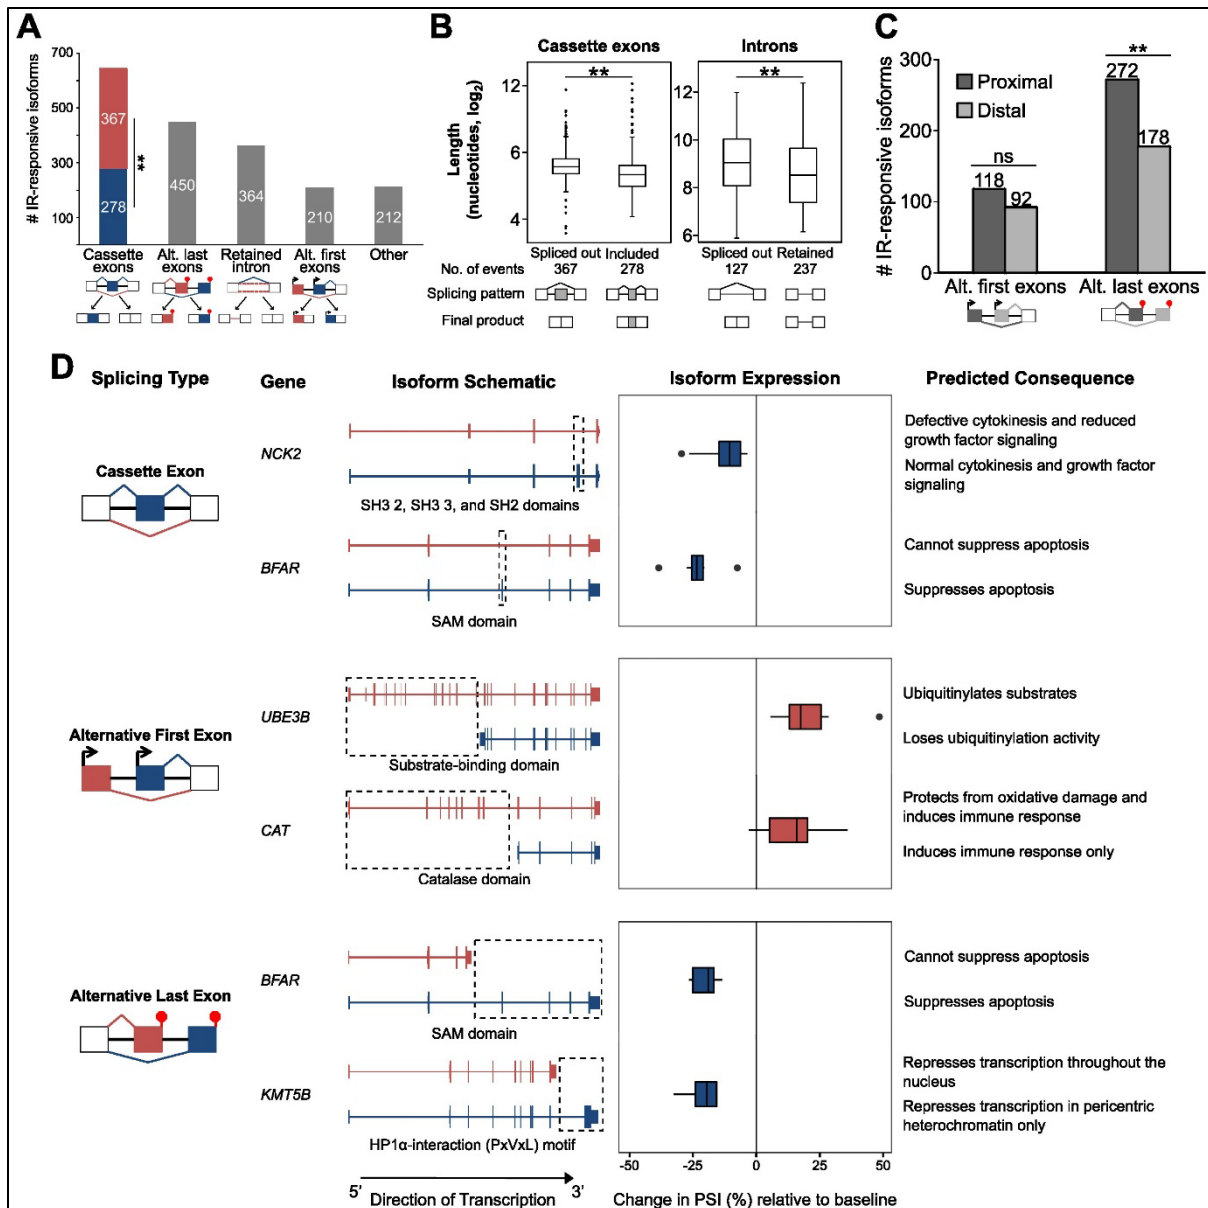 A
# IR-responsive isoforms
700
500
300
100
367
278
**
450
364
210
212
Cassette exons
Alt. last exons
Retained intron
Alt. first exons
Other
B
Cassette exons
Introns
Length (nucleotides, log2)
12
6
4
**
12
10
8
6
**
Spliced out
Included
Spliced out
Retained
No. of events
367
278
127
237
Splicing pattern
Final product
C
# IR-responsive isoforms
300
200
100
0
Proximal
Distal
ns
118
92
**
272
178
Alt. first exons
Alt. last exons
D
Splicing Type
Gene
Isoform Schematic
Isoform Expression
Predicted Consequence
Cassette Exon
NCK2
SH3 2, SH3 3, and SH2 domains
Defective cytokinesis and reduced
growth factor signaling
Normal cytokinesis and growth factor
signaling
BFAR
SAM domain
Cannot suppress apoptosis
Suppresses apoptosis
Alternative First Exon
UBE3B
Substrate-binding domain
Ubiquitinylates substrates
Loses ubiquitinylation activity
CAT
Catalase domain
Protects from oxidative damage and
induces immune response
Induces immune response only
Alternative Last Exon
BFAR
SAM domain
Cannot suppress apoptosis
Suppresses apoptosis
KMT5B
HP1α-interaction (PxVxL) motif
Represses transcription throughout the
nucleus
Represses transcription in pericentric
heterochromatin only
5’
3’
Direction of Transcription
-50
-25
0
25
50
Change in PSI (%) relative to baseline